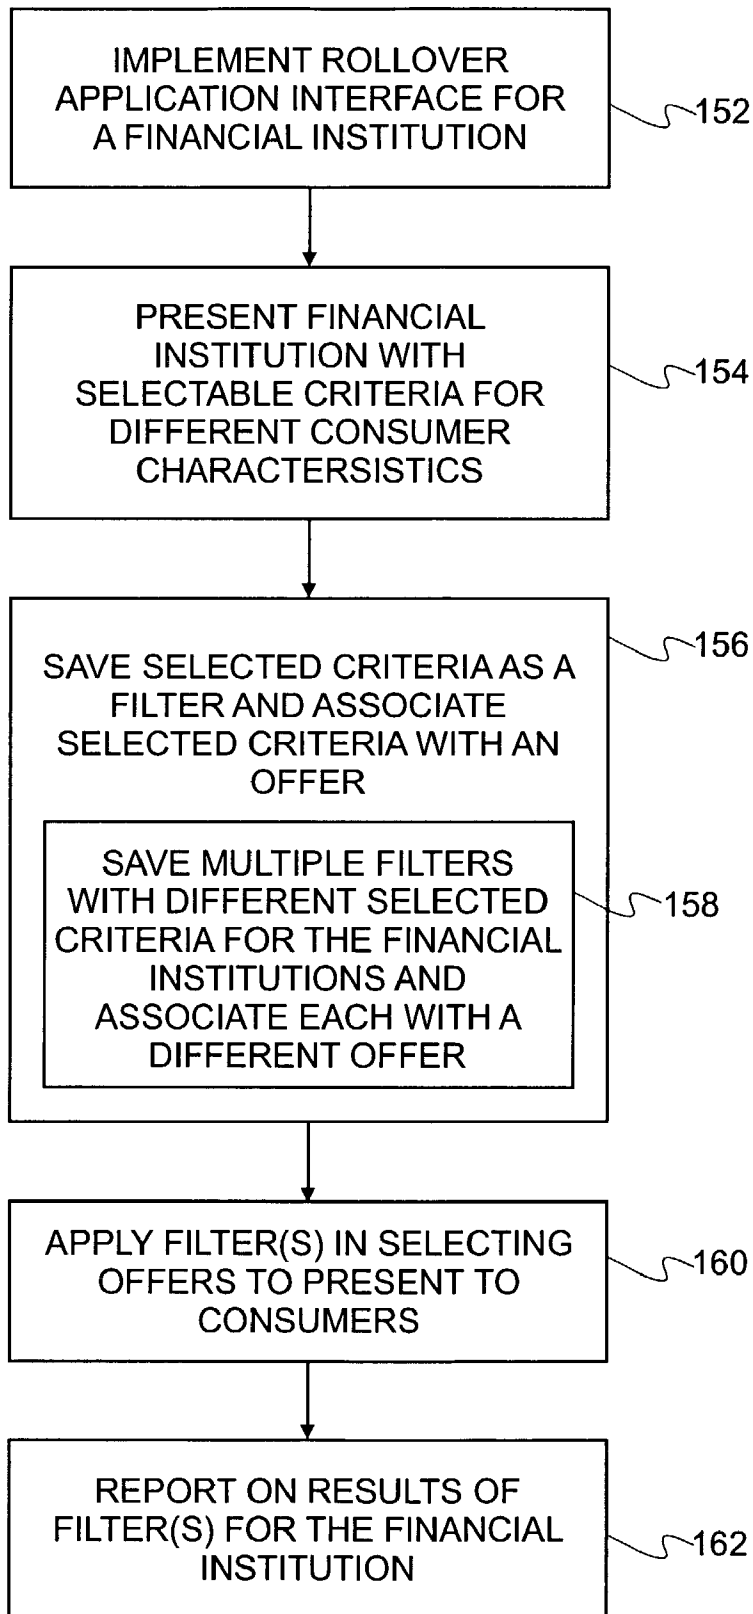 IMPLEMENT ROLLOVER
APPLICATION INTERFACE FOR
A FINANCIAL INSTITUTION
152
PRESENT FINANCIAL
INSTITUTION WITH
SELECTABLE CRITERIA FOR
DIFFERENT CONSUMER
CHARACTERSISTICS
154
156
SAVE SELECTED CRITERIA AS A
FILTER AND ASSOCIATE
SELECTED CRITERIA WITH AN
OFFER
SAVE MULTIPLE FILTERS
WITH DIFFERENT SELECTED
CRITERIA FOR THE FINANCIAL
INSTITUTIONS AND
ASSOCIATE EACH WITH A
DIFFERENT OFFER
158
APPLY FILTER(S) IN SELECTING
OFFERS TO PRESENT TO
CONSUMERS
160
REPORT ON RESULTS OF
FILTER(S) FOR THE FINANCIAL
INSTITUTION
162